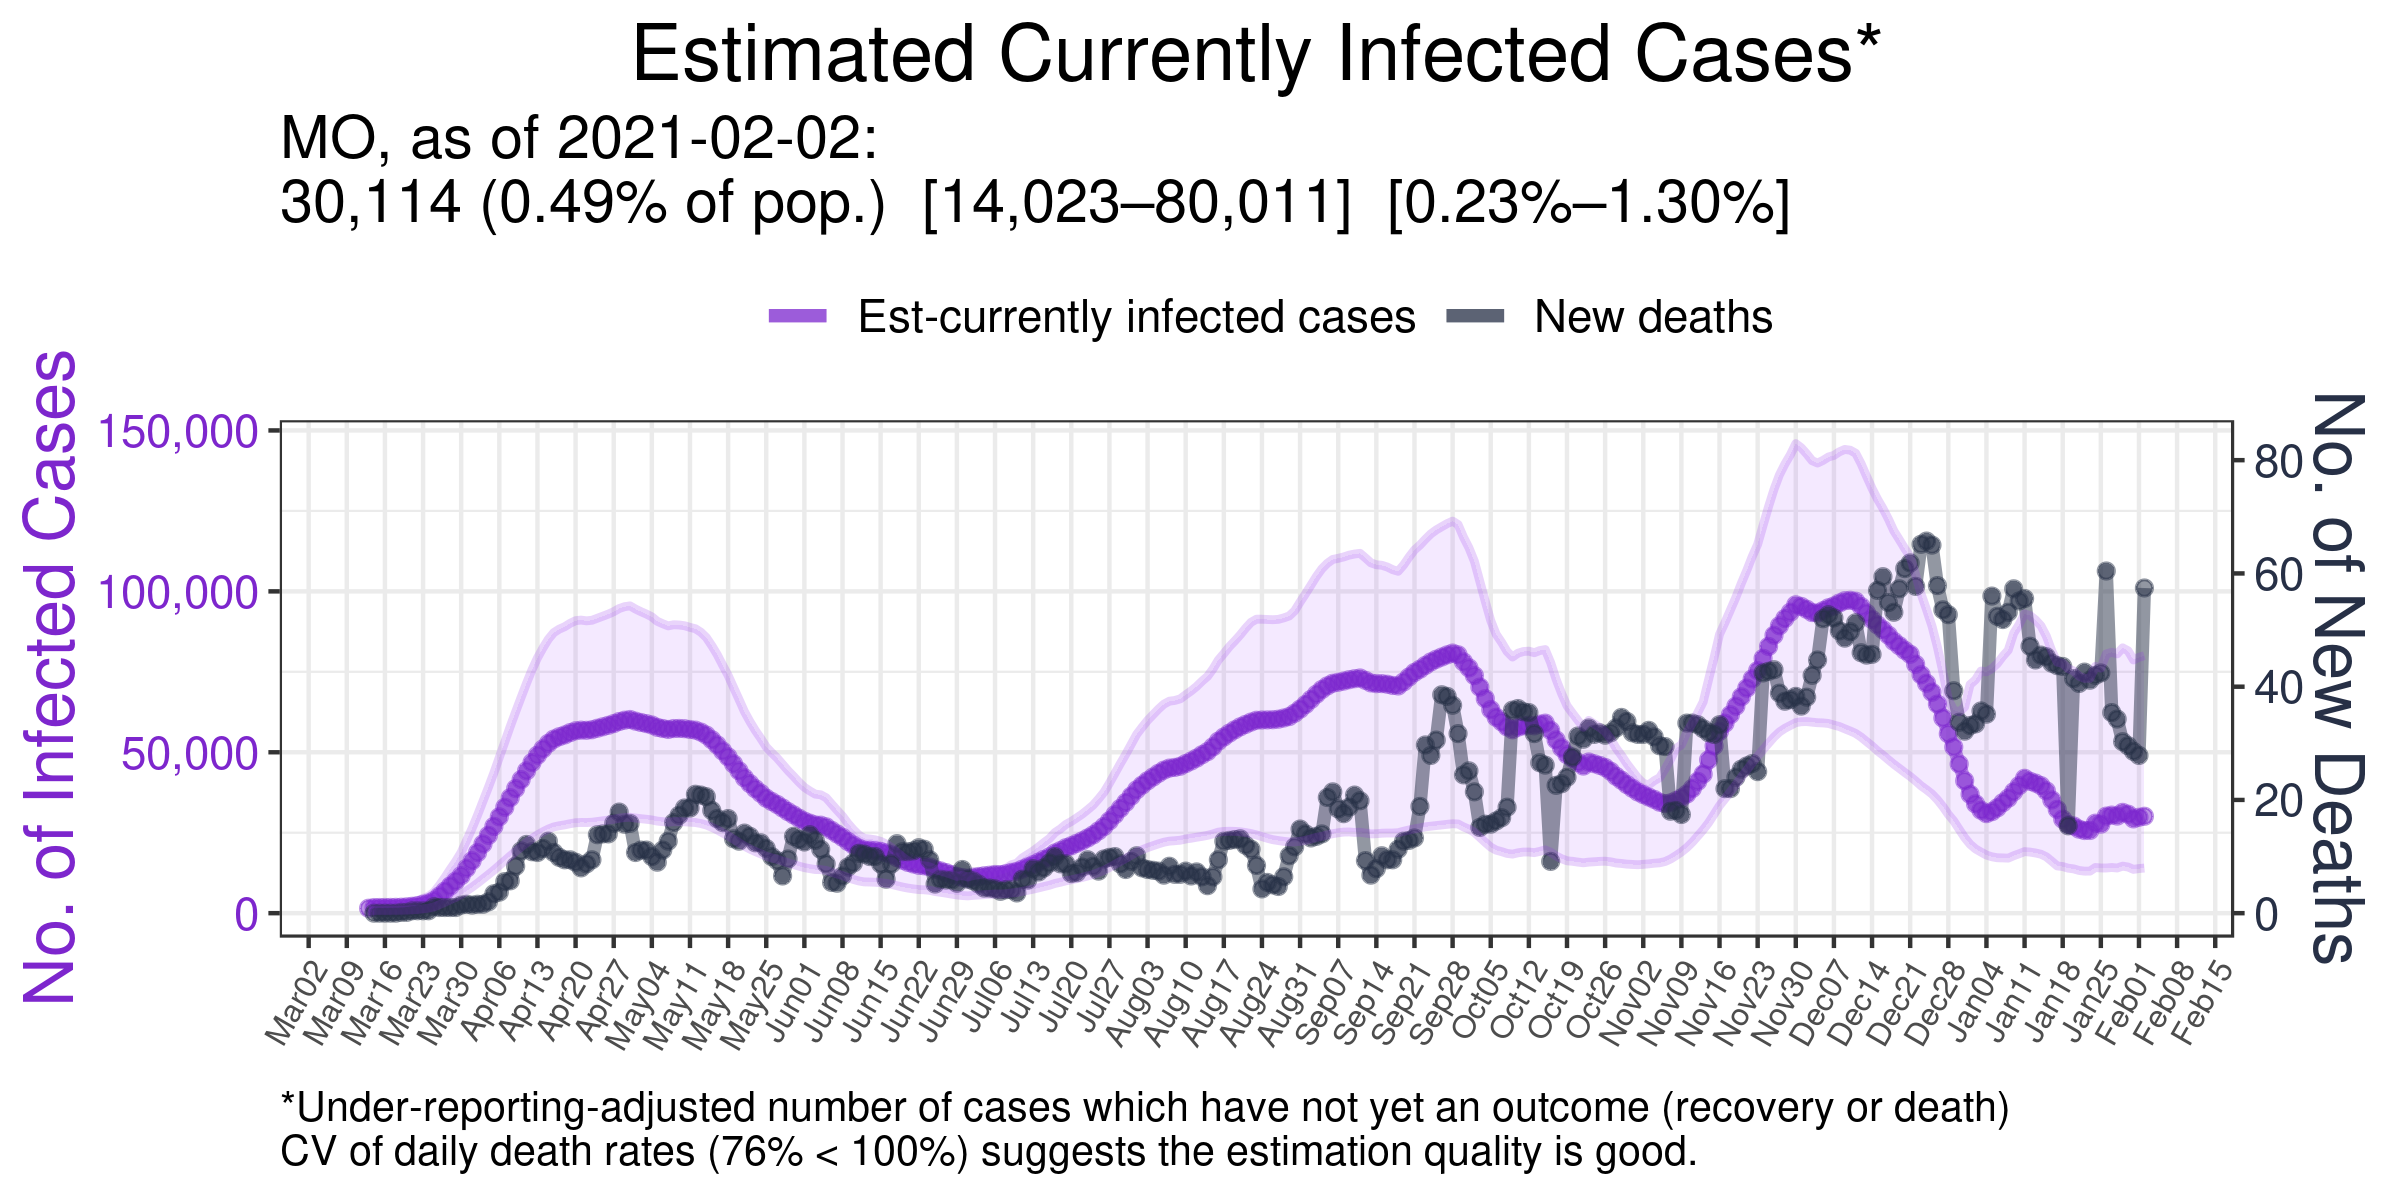 Estimated Currently Infected Cases*
MO, as of 2021-02-02:
30,114 (0.49% of pop.) [14,023–80,011] [0.23%–1.30%]
Est-currently infected cases New deaths
No. of Infected Cases
150,000
100,000
50,000
0
80
60
40
20
0
No. of New Deaths
Mar02 Mar09 Mar16 Mar23 Mar30 Apr06 Apr13 Apr20 Apr27 May04 May11 May18 May25 Jun01 Jun08 Jun15 Jun22 Jun29 Jul06 Jul13 Jul20 Jul27 Aug03 Aug10 Aug17 Aug24 Aug31 Sep07 Sep14 Sep21 Sep28 Oct05 Oct12 Oct19 Oct26 Nov02 Nov09 Nov16 Nov23 Nov30 Dec07 Dec14 Dec21 Dec28 Jan04 Jan11 Jan18 Jan25 Feb01 Feb08 Feb15
*Under-reporting-adjusted number of cases which have not yet an outcome (recovery or death)
CV of daily death rates (76% < 100%) suggests the estimation quality is good.